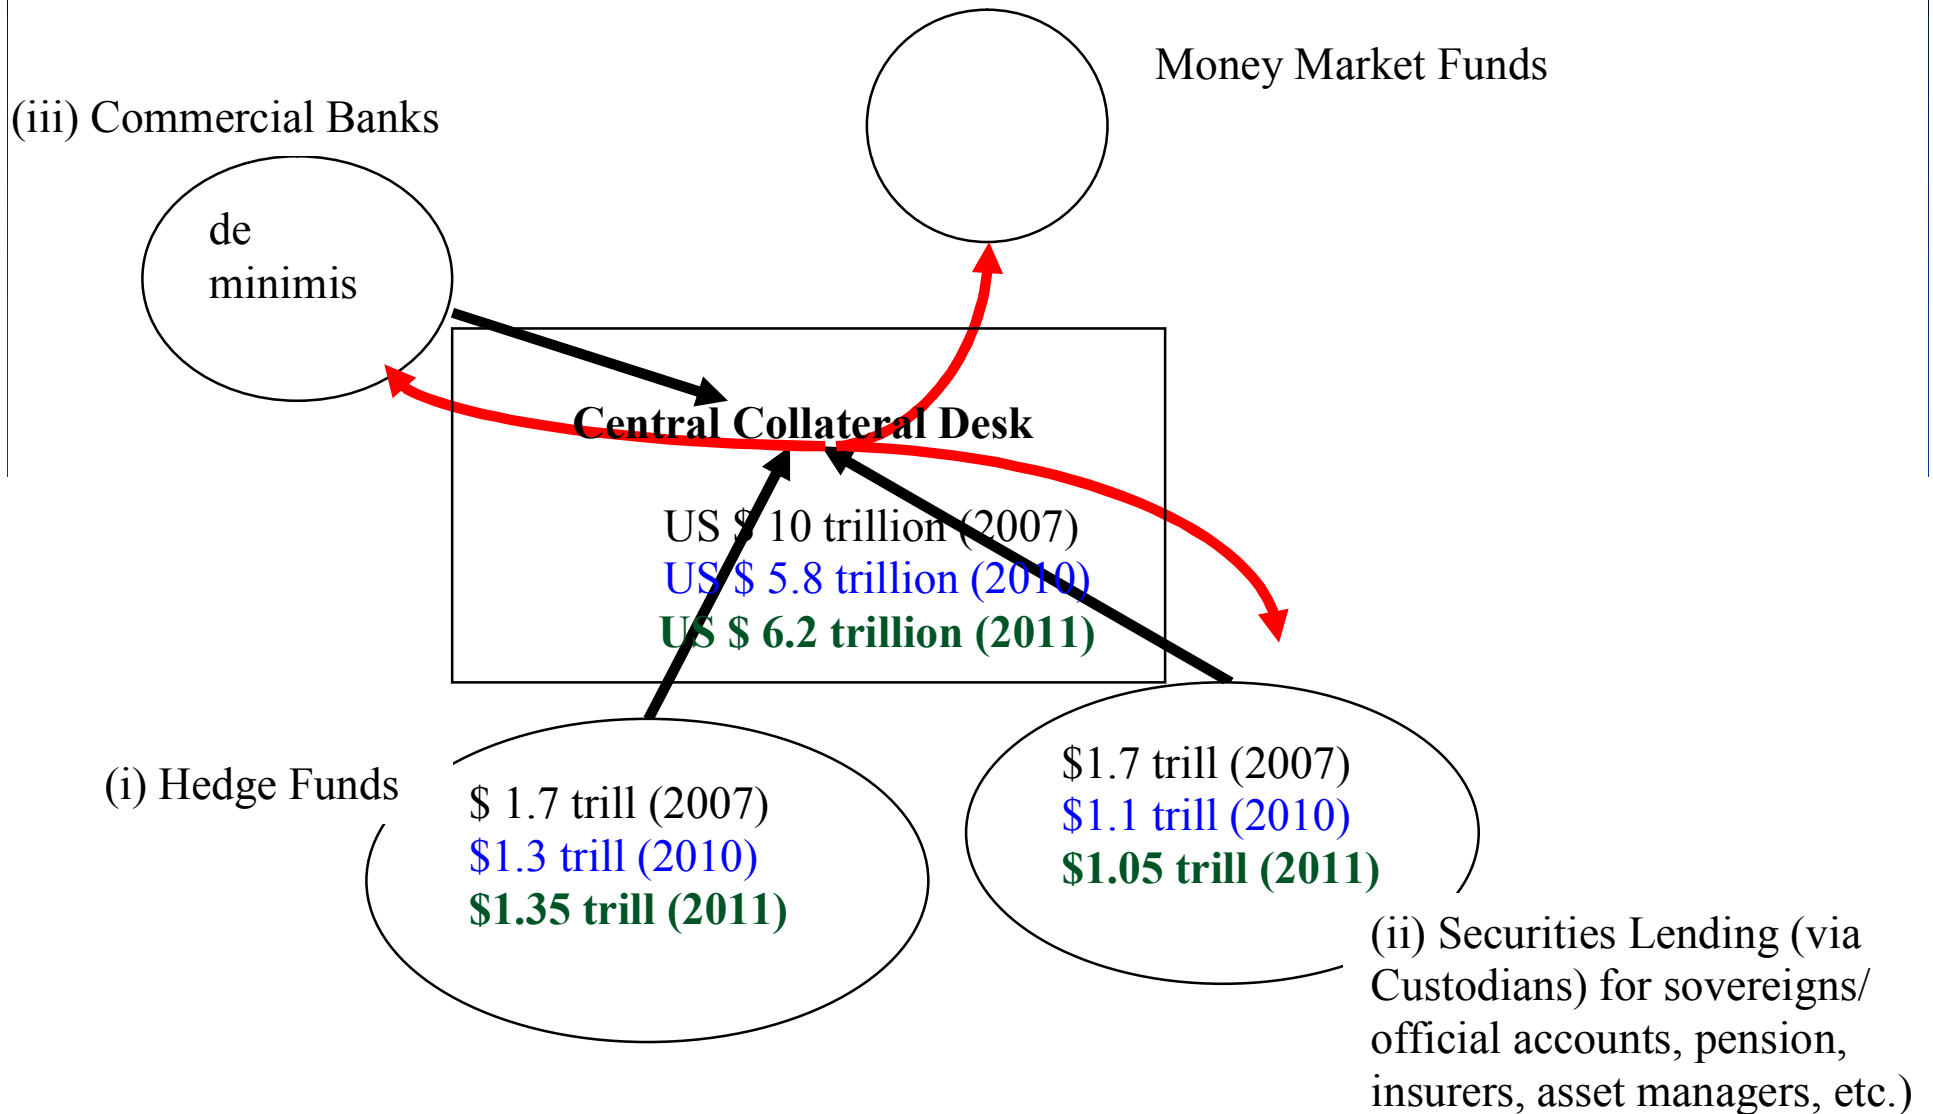 Money Market Funds
(iii) Commercial Banks
de
minimis
Central Collateral Desk
US $ 10 trillion (2007)
US $ 5.8 trillion (2010)
US $ 6.2 trillion (2011)
(i) Hedge Funds
$ 1.7 trill (2007)
$1.3 trill (2010)
$1.35 trill (2011)
$1.7 trill (2007)
$1.1 trill (2010)
$1.05 trill (2011)
(ii) Securities Lending (via
Custodians) for sovereigns/
official accounts, pension,
insurers, asset managers, etc.)